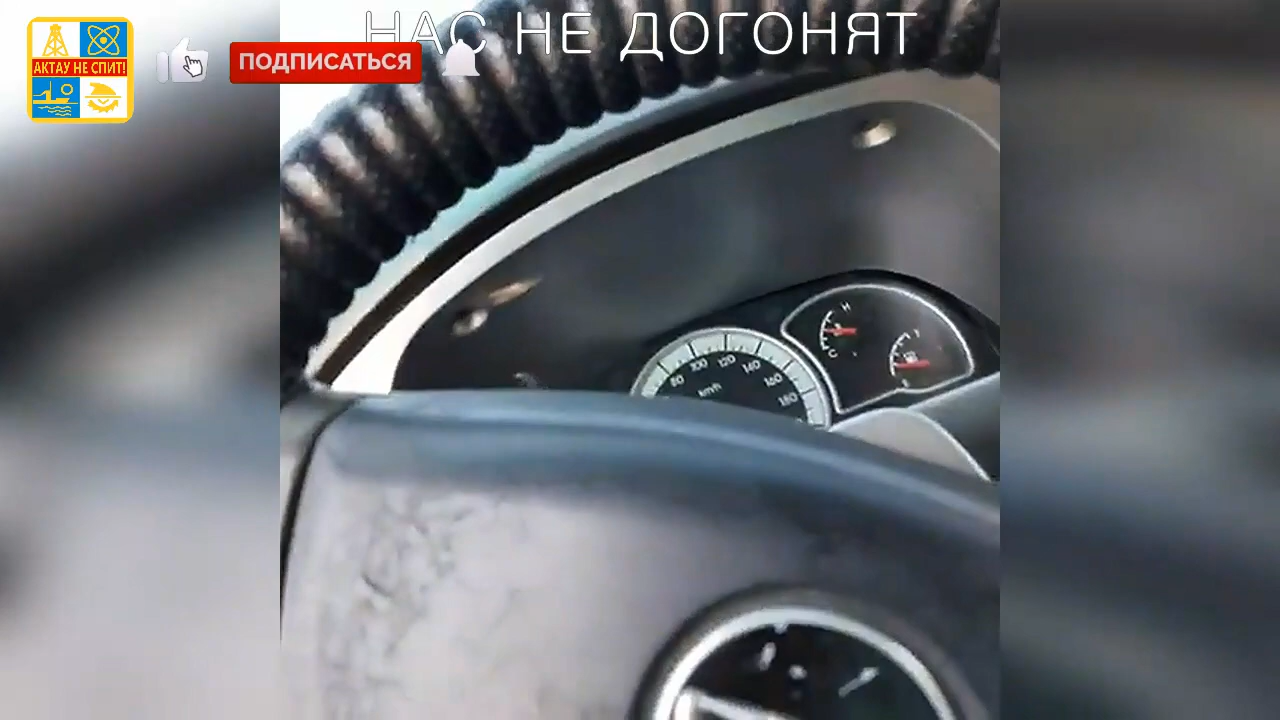 НАС НЕ ДОГОНЯТ
АКТАУ НЕ СПИТ!
ПОДПИСАТЬСЯ
80 100 120 140 160 180
km/h
H
C